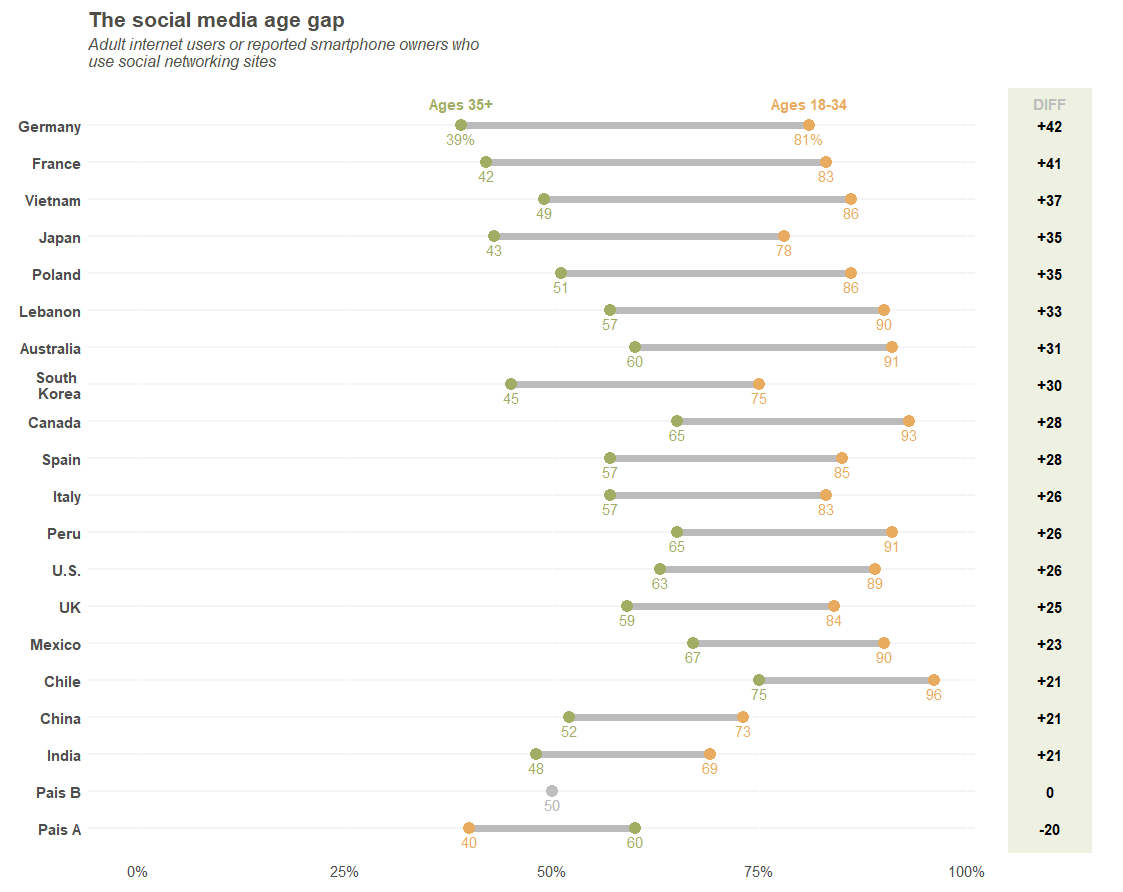 The social media age gap
Adult internet users or reported smartphone owners who
use social networking sites
Ages 35+ Ages 18-34 DIFF
Germany 39% 81% +42
France 42 83 +41
Vietnam 49 86 +37
Japan 43 78 +35
Poland 51 86 +35
Lebanon 57 90 +33
Australia 60 91 +31
South
Korea 45 75 +30
Canada 65 93 +28
Spain 57 85 +28
Italy 57 83 +26
Peru 65 91 +26
U.S. 63 89 +26
UK 59 84 +25
Mexico 67 90 +23
Chile 75 96 +21
China 52 73 +21
India 48 69 +21
Pais B 50 0
Pais A 40 60 -20
0% 25% 50% 75% 100%